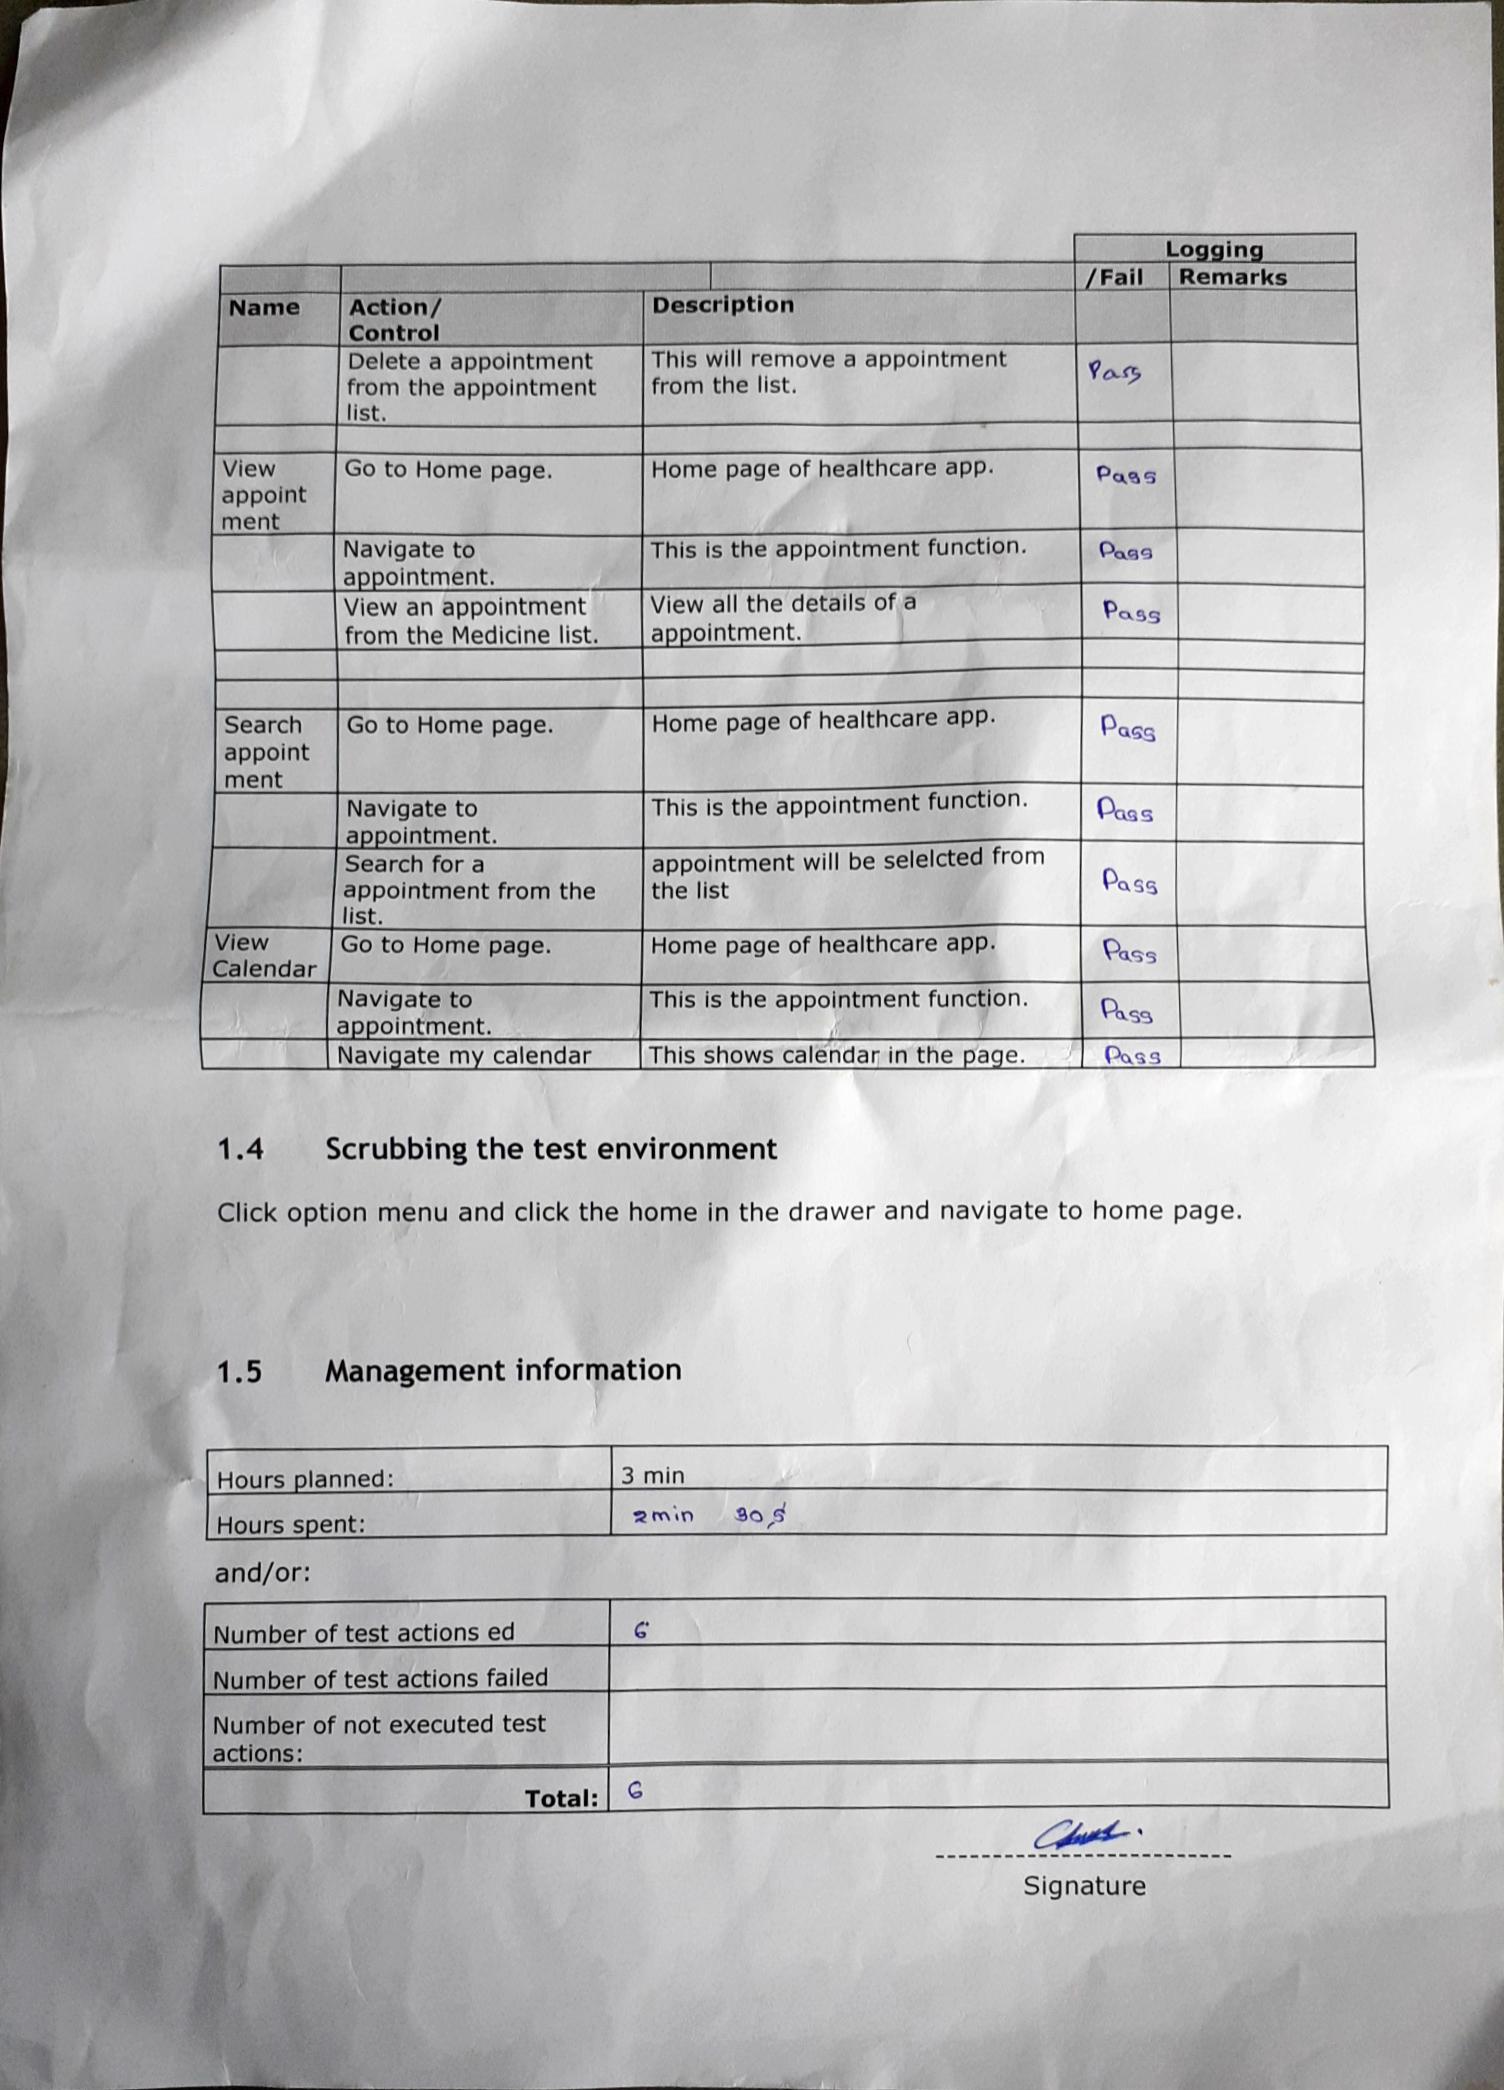 Logging
/Fail Remarks
Name Action/ Description
Control
Delete a appointment This will remove a appointment Pass
from the appointment from the list.
list.
View Go to Home page. Home page of healthcare app. Pass
appoint
ment
Navigate to This is the appointment function. Pass
appointment.
View an appointment View all the details of a Pass
from the Medicine list. appointment.
Search Go to Home page. Home page of healthcare app. Pass
appoint
ment
Navigate to This is the appointment function. Pass
appointment.
Search for a appointment will be selelcted from Pass
appointment from the the list
list.
View Go to Home page. Home page of healthcare app. Pass
Calendar
Navigate to This is the appointment function. Pass
appointment.
Navigate my calendar This shows calendar in the page. Pass
1.4 Scrubbing the test environment
Click option menu and click the home in the drawer and navigate to home page.
1.5 Management information
Hours planned: 3 min
Hours spent: 2min 30s
and/or:
Number of test actions ed 6
Number of test actions failed
Number of not executed test
actions:
Total: 6
Signature